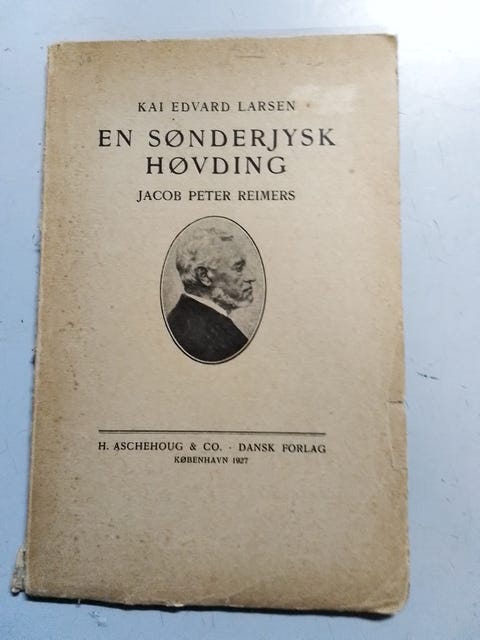 KAI EDVARD LARSEN
EN SØNDERJYSK
HØVDING
JACOB PETER REIMERS
H. ASCHEHOUG & CO. · DANSK FORLAG
KØBENHAVN 1927